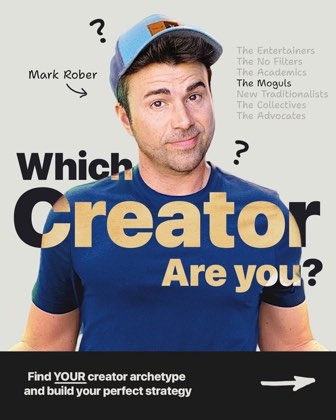 ?
Mark Rober
The Entertainers
The No Filters
The Academics
The Moguls
New Traditionalists
The Collectives
The Advocates
?
Which
Creator
Are you?
Find YOUR creator archetype
and build your perfect strategy